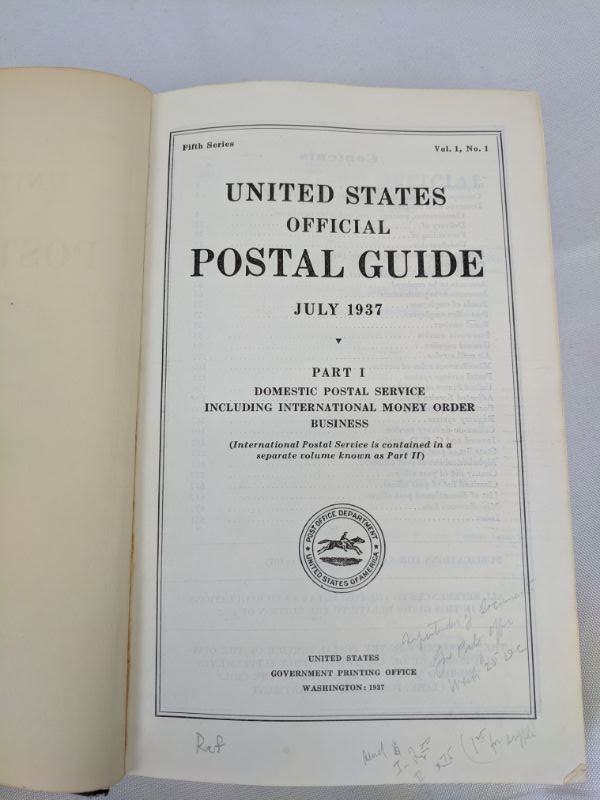 Fifth Series
Vol. 1, No. 1
UNITED STATES
OFFICIAL
POSTAL GUIDE
JULY 1937
PART I
DOMESTIC POSTAL SERVICE
INCLUDING INTERNATIONAL MONEY ORDER
BUSINESS
(International Postal Service is contained in a
separate volume known as Part II)
POST OFFICE DEPARTMENT
UNITED STATES OF AMERICA
UNITED STATES
GOVERNMENT PRINTING OFFICE
WASHINGTON : 1937
Ref